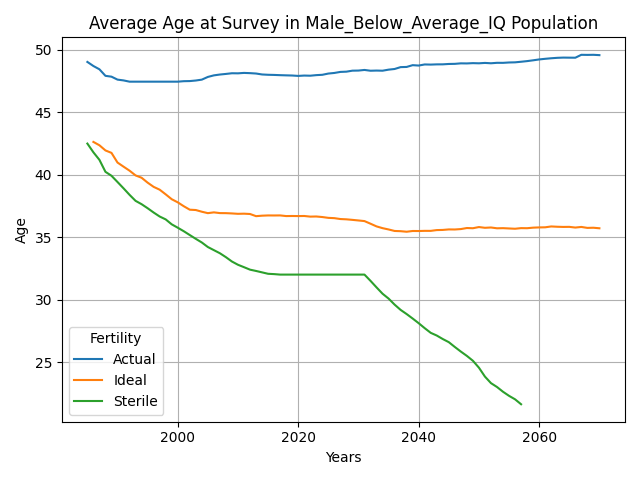 Average Age at Survey in Male_Below_Average_IQ Population
50
45
40
35
30
25
Age
Fertility
Actual
Ideal
Sterile
2000
2020
2040
2060
Years